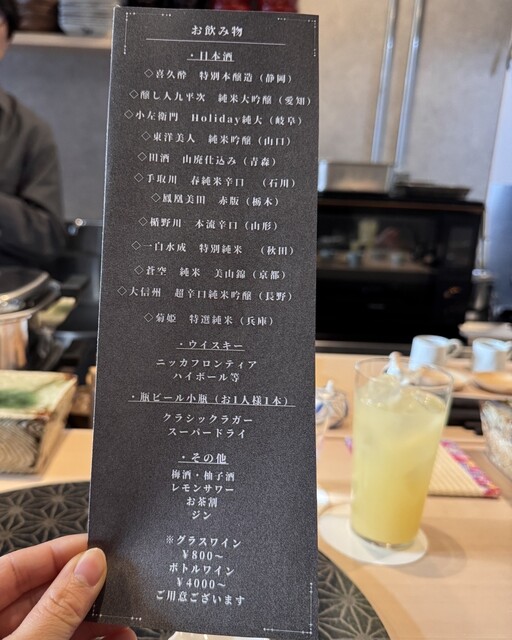 お飲み物
・日本酒
◇喜久酔 特別本醸造（静岡）
◇醸し人九平次 純米大吟醸（愛知）
◇小左衛門 Holiday純大（岐阜）
◇東洋美人 純米吟醸（山口）
◇田酒 山廃仕込み（青森）
◇手取川 春純米辛口 （石川）
◇鳳凰美田 赤版（栃木）
◇楯野川 本流辛口（山形）
◇一白水成 特別純米 （秋田）
◇蒼空 純米 美山錦（京都）
◇大信州 超辛口純米吟醸（長野）
◇菊姫 特選純米（兵庫）
・ウイスキー
ニッカフロンティア
ハイボール等
・瓶ビール小瓶（お1人様1本）
クラシックラガー
スーパードライ
・その他
梅酒・柚子酒
レモンサワー
お茶割
ジン
※グラスワイン
￥800〜
ボトルワイン
￥4000〜
ご用意ございます